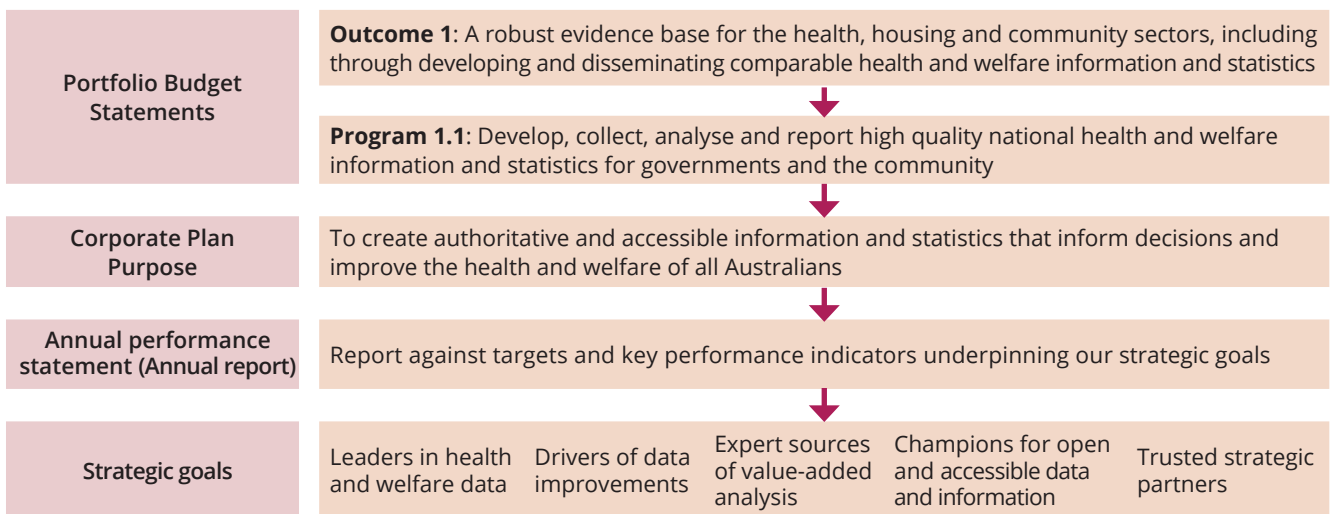 Portfolio Budget
Statements
Outcome 1: A robust evidence base for the health, housing and community sectors, including
through developing and disseminating comparable health and welfare information and statistics
Program 1.1: Develop, collect, analyse and report high quality national health and welfare
information and statistics for governments and the community
Corporate Plan
Purpose
To create authoritative and accessible information and statistics that inform decisions and
improve the health and welfare of all Australians
Annual performance
statement (Annual report)
Report against targets and key performance indicators underpinning our strategic goals
Strategic goals
Leaders in health
and welfare data
Drivers of data
improvements
Expert sources
of value-added
analysis
Champions for open
and accessible data
and information
Trusted strategic
partners